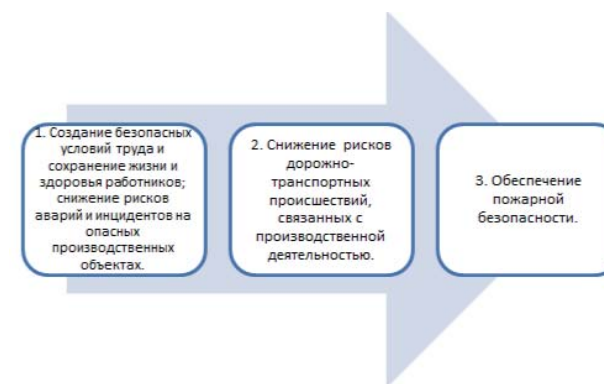 1. Создание безопасных
условий труда и
сохранение жизни и
здоровья работников;
снижение рисков
аварий и инцидентов на
опасных
производственных
объектах.
2. Снижение рисков
дорожно-
транспортных
происшествий,
связанных с
производственной
деятельностью.
3. Обеспечение
пожарной
безопасности.